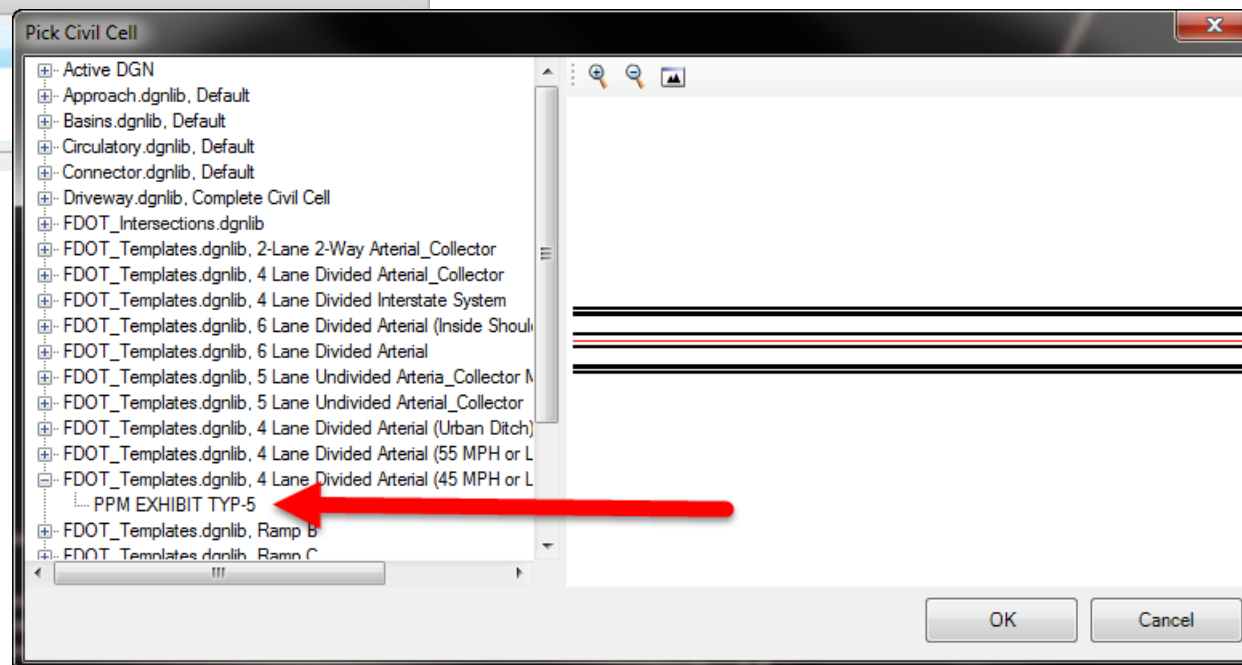 Pick Civil Cell
Active DGN
Approach.dgnlib, Default
Basins.dgnlib, Default
Circulatory.dgnlib, Default
Connector.dgnlib, Default
Driveway.dgnlib, Complete Civil Cell
FDOT_Intersections.dgnlib
FDOT_Templates.dgnlib, 2-Lane 2-Way Arterial_Collector
FDOT_Templates.dgnlib, 4 Lane Divided Arterial_Collector
FDOT_Templates.dgnlib, 4 Lane Divided Interstate System
FDOT_Templates.dgnlib, 6 Lane Divided Arterial (Inside Shoul
FDOT_Templates.dgnlib, 6 Lane Divided Arterial
FDOT_Templates.dgnlib, 5 Lane Undivided Arteria_Collector
FDOT_Templates.dgnlib, 5 Lane Undivided Arterial_Collector
FDOT_Templates.dgnlib, 4 Lane Divided Arterial (Urban Ditch)
FDOT_Templates.dgnlib, 4 Lane Divided Arterial (55 MPH or L
FDOT_Templates.dgnlib, 4 Lane Divided Arterial (45 MPH or L
PPM EXHIBIT TYP-5
FDOT_Templates.dgnlib, Ramp B
FDOT_Templates.dgnlib, Ramp C
OK
Cancel